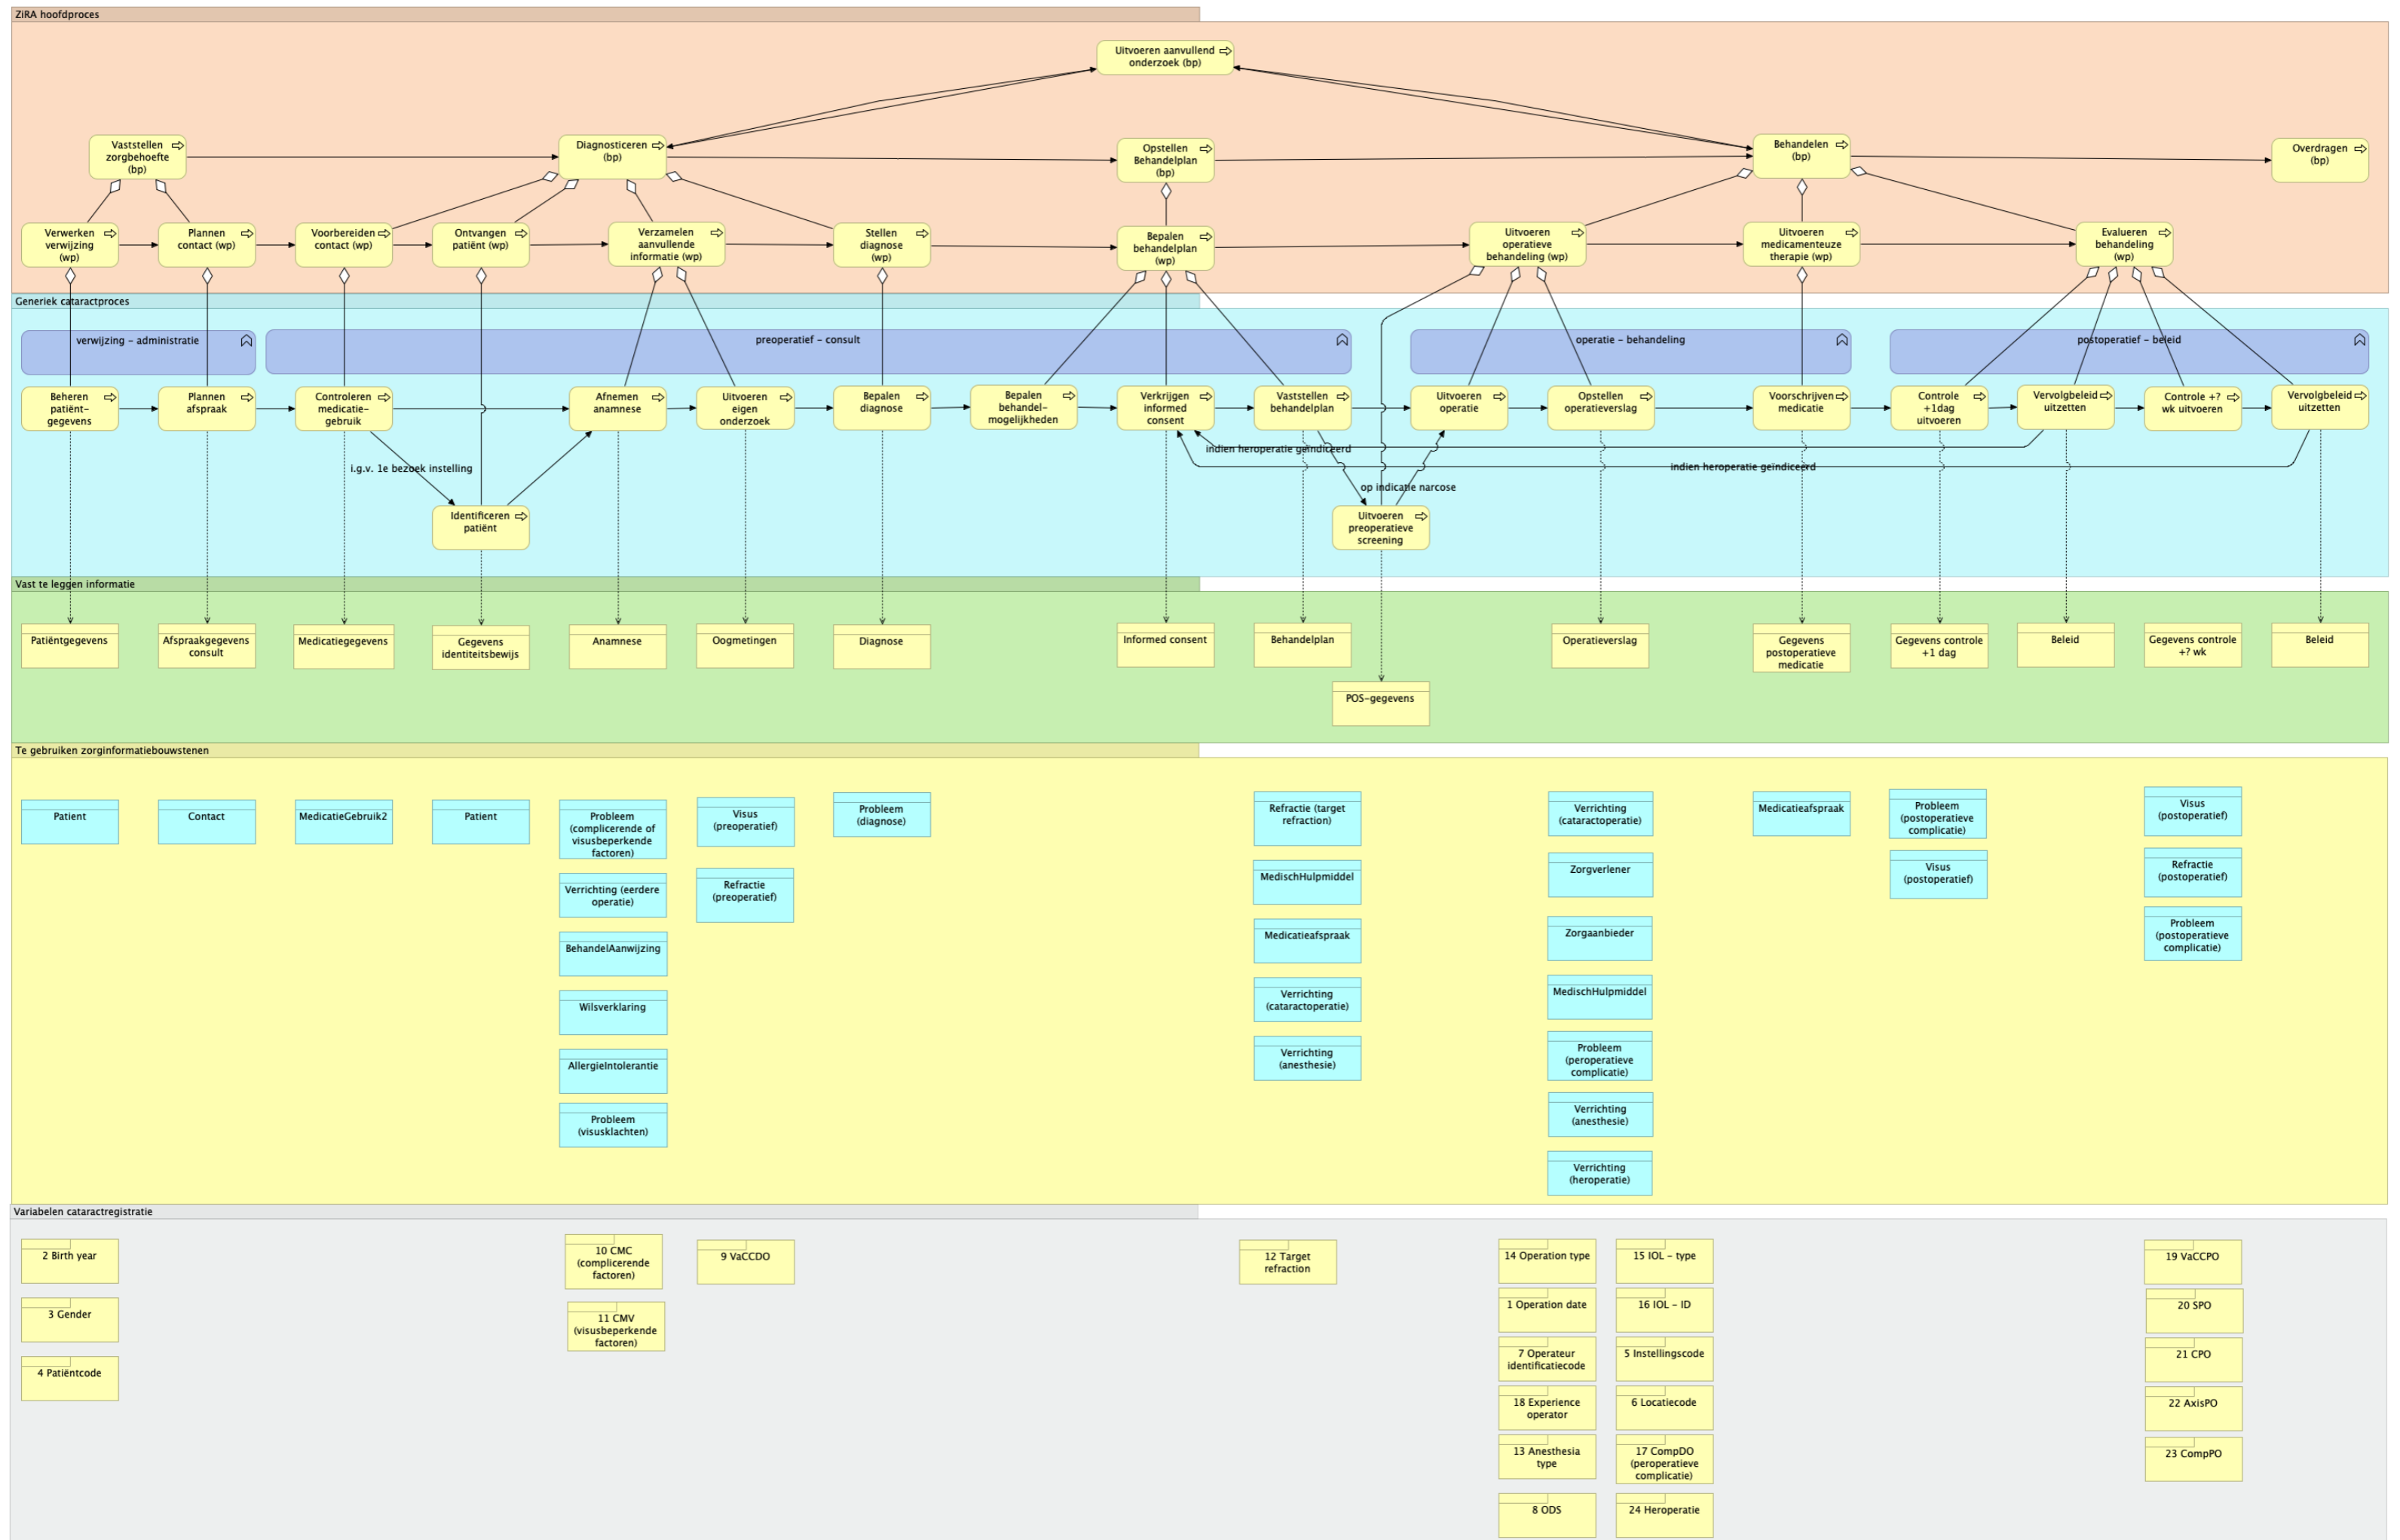 ZiRA hoofdproces
Uitvoeren aanvullend
onderzoek (bp)
Vaststellen
zorgbehoefte
(bp)
Diagnosticeren
(bp)
Opstellen
Behandelplan
(bp)
Behandelen
(bp)
Overdragen
(bp)
Verwerken
verwijzing
(wp)
Plannen
contact (wp)
Voorbereiden
contact (wp)
Ontvangen
patiënt (wp)
Verzamelen
aanvullende
informatie (wp)
Stellen
diagnose
(wp)
Bepalen
behandelplan
(wp)
Uitvoeren
operatieve
behandeling (wp)
Uitvoeren
medicamenteuze
therapie (wp)
Evalueren
behandeling
(wp)
Generiek cataractproces
verwijzing - administratie
preoperatief - consult
operatie - behandeling
postoperatief - beleid
Beheren
patiënt-
gegevens
Plannen
afspraak
Controleren
medicatie-
gebruik
Afnemen
anamnese
Uitvoeren
eigen
onderzoek
Bepalen
diagnose
Bepalen
behandel-
mogelijkheden
Verkrijgen
informed
consent
Vaststellen
behandelplan
Uitvoeren
operatie
Opstellen
operatieverslag
Voorschrijven
medicatie
Controle
+1dag
uitvoeren
Vervolgbeleid
uitzetten
Controle +?
wk uitvoeren
Vervolgbeleid
uitzetten
indien heroperatie geïndiceerd
i.g.v. 1e bezoek instelling
indien heroperatie geïndiceerd
op indicatie narcose
Identificeren
patiënt
Uitvoeren
preoperatieve
screening
Vast te leggen informatie
Patiëntgegevens
Afspraakgegevens
consult
Medicatiegegevens
Gegevens
identiteitsbewijs
Anamnese
Oogmetingen
Diagnose
Informed consent
Behandelplan
Operatieverslag
Gegevens
postoperatieve
medicatie
Gegevens controle
+1 dag
Beleid
Gegevens controle
+? wk
Beleid
POS-gegevens
Te gebruiken zorginformatiebouwstenen
Patient
Contact
MedicatieGebruik2
Patient
Probleem
(complicerende of
visusbeperkende
factoren)
Visus
(preoperatief)
Probleem
(diagnose)
Refractie (target
refraction)
Verrichting
(cataractoperatie)
Medicatieafspraak
Probleem
(postoperatieve
complicatie)
Visus
(postoperatief)
Verrichting (eerdere
operatie)
Refractie
(preoperatief)
MedischHulpmiddel
Zorgverlener
Visus
(postoperatief)
Refractie
(postoperatief)
BehandelAanwijzing
Medicatieafspraak
Zorgaanbieder
Probleem
(postoperatieve
complicatie)
Wilsverklaring
Verrichting
(cataractoperatie)
MedischHulpmiddel
AllergieIntolerantie
Verrichting
(anesthesie)
Probleem
(peroperatieve
complicatie)
Probleem
(visusklachten)
Verrichting
(anesthesie)
Verrichting
(heroperatie)
Variabelen cataractregistratie
2 Birth year
10 CMC
(complicerende
factoren)
9 VaCCDO
12 Target
refraction
14 Operation type
15 IOL - type
19 VaCCPO
3 Gender
11 CMV
(visusbeperkende
factoren)
1 Operation date
16 IOL - ID
20 SPO
4 Patiëntcode
7 Operateur
identificatiecode
5 Instellingscode
21 CPO
18 Experience
operator
6 Locatiecode
22 AxisPO
13 Anesthesia
type
17 CompDO
(peroperatieve
complicatie)
23 CompPO
8 ODS
24 Heroperatie